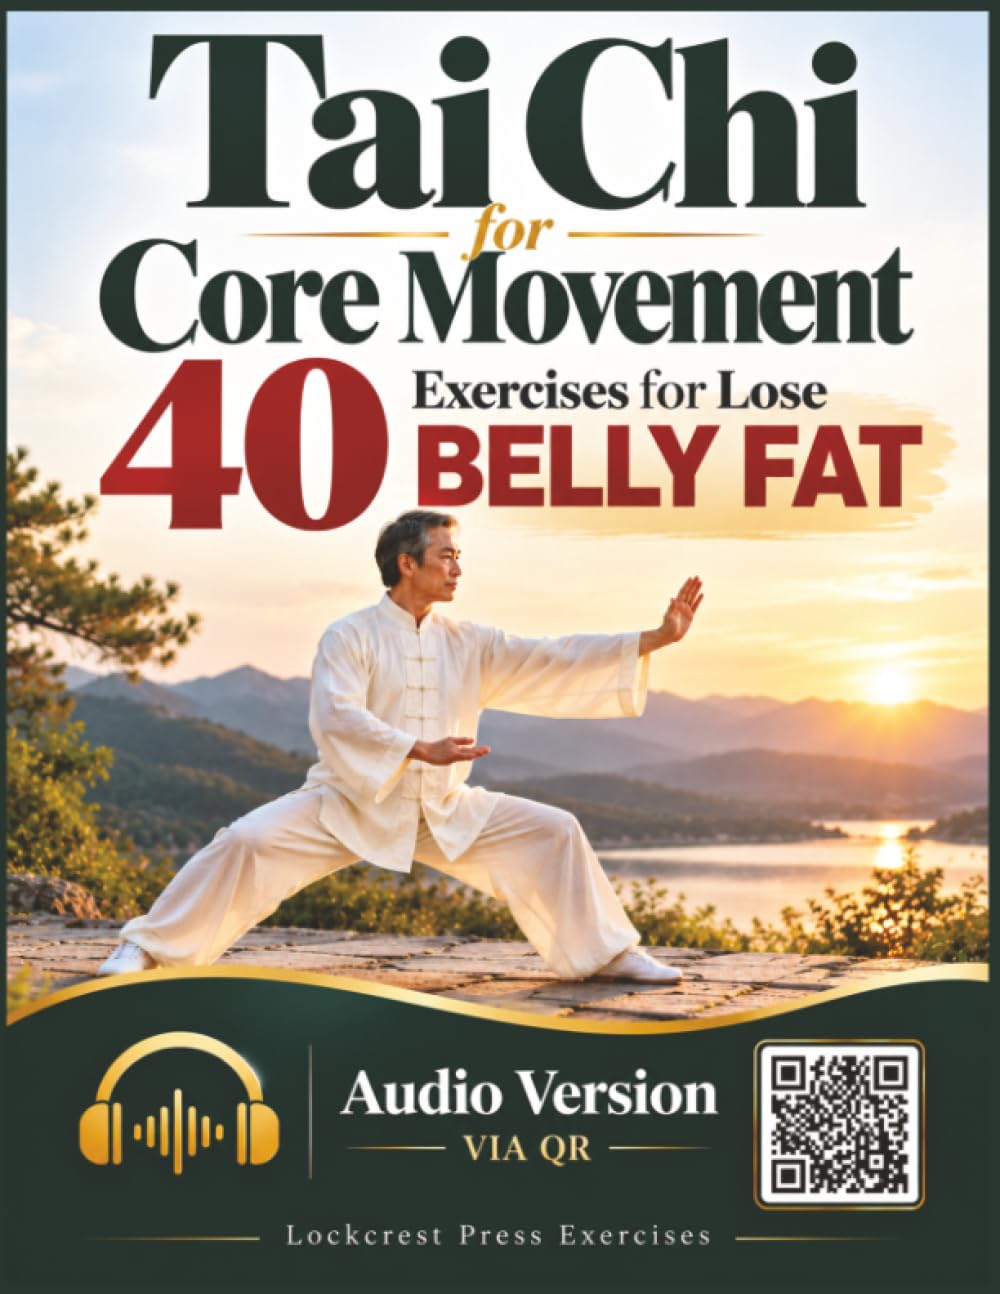 Tai Chi
for
Core Movement
40
Exercises for Lose
BELLY FAT
Audio Version
VIA QR
Lockcrest Press Exercises